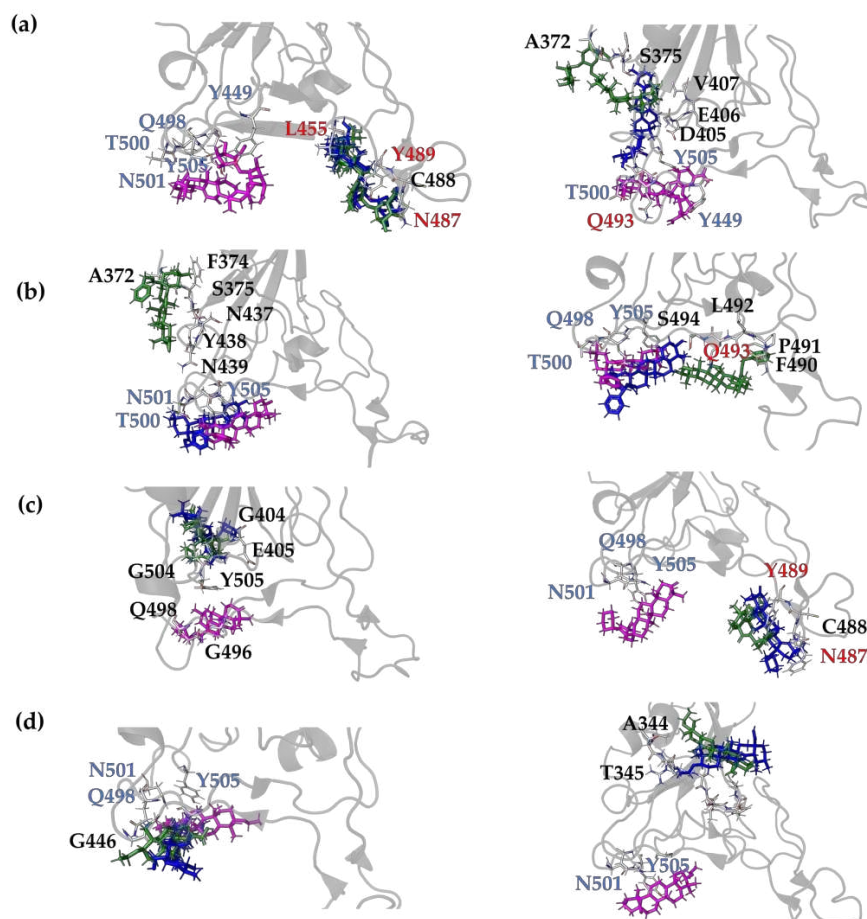 (a)
Y449
Q498
T500
Y505
N501
L455
Y489
C488
N487
A372
S375
V407
E406
D405
Y505
T500
Q493
Y449
(b)
A372
F374
S375
N437
Y438
N439
N501
Y505
T500
Q498
Y505
S494
L492
T500
Q493
P491
F490
(c)
G404
E405
G504
Y505
Q498
G496
Q498
Y505
N501
Y489
C488
N487
(d)
N501
Q498
Y505
G446
A344
T345
Y505
N501